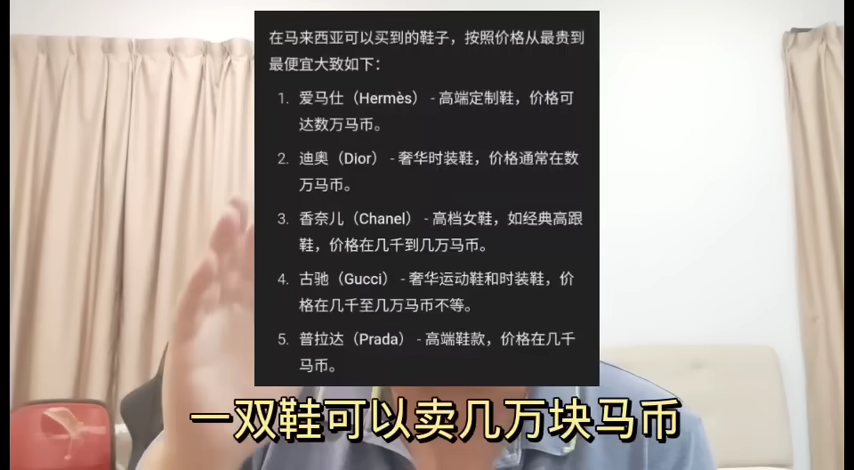 在马来西亚可以买到的鞋子，按照价格从最贵到
最便宜大致如下：
1. 爱马仕（Hermès） - 高端定制鞋，价格可
达数万马币。
2. 迪奥（Dior） - 奢华时装鞋，价格通常在数
万马币。
3. 香奈儿（Chanel） - 高档女鞋，如经典高跟
鞋，价格在几千到几万马币。
4. 古驰（Gucci） - 奢华运动鞋和时装鞋，价
格在几千至几万马币不等。
5. 普拉达（Prada） - 高端鞋款，价格在几千
马币。
一双鞋可以卖几万块马币